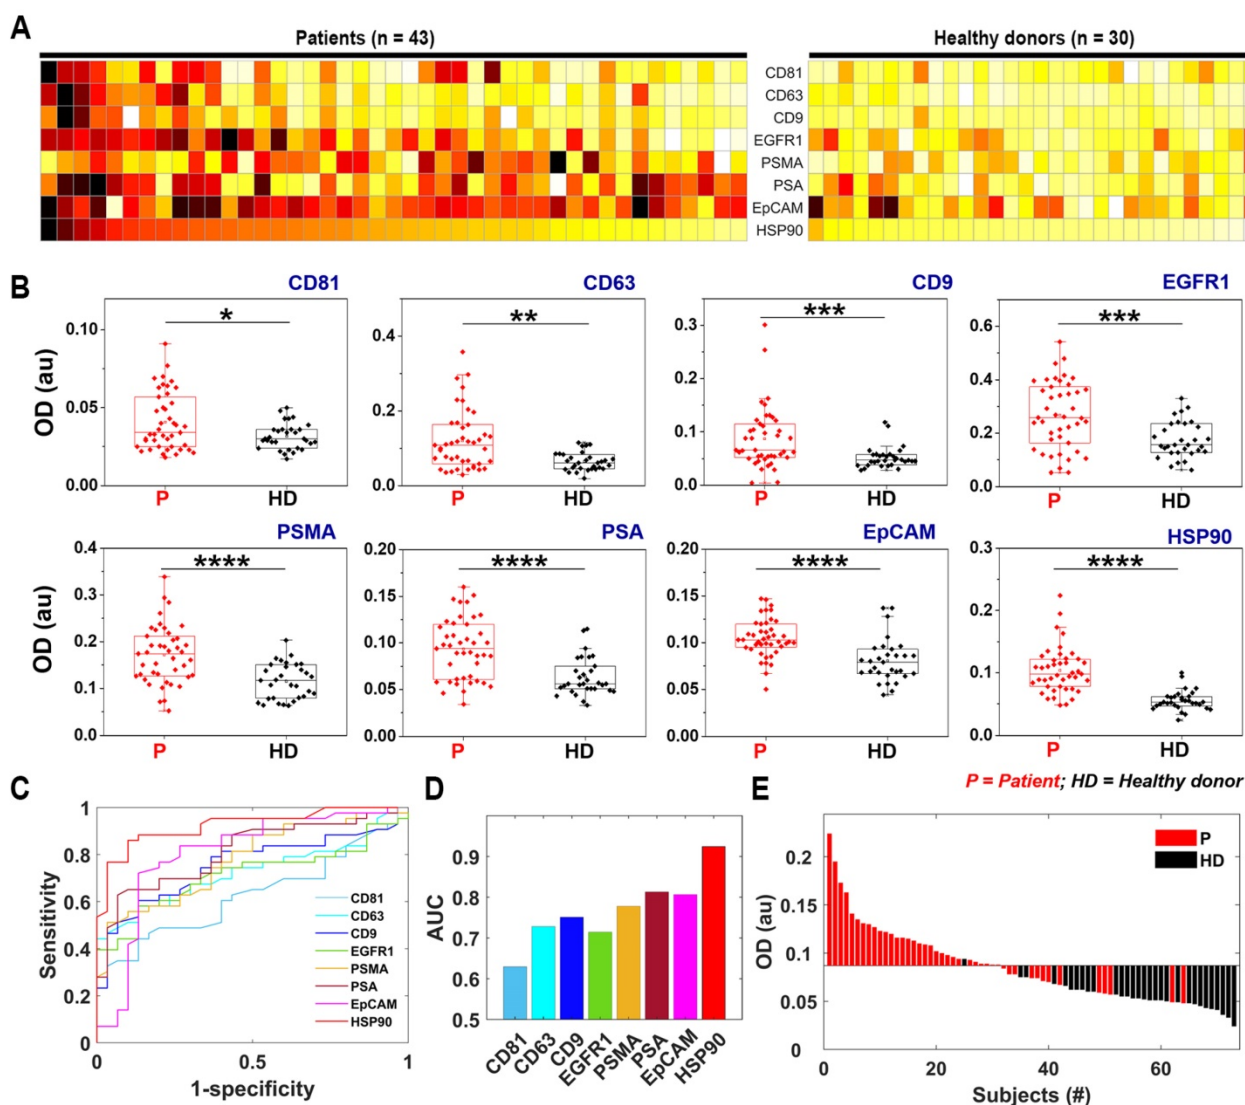 A
Patients (n = 43)
Healthy donors (n = 30)
CD81
CD63
CD9
EGFR1
PSMA
PSA
EpCAM
HSP90
B
CD81
CD63
CD9
EGFR1
OD (au)
0.10
0.05
0.00
*
P
HD
0.4
0.2
0.0
**
P
HD
0.3
0.2
0.1
0.0
***
P
HD
0.6
0.4
0.2
0.0
***
P
HD
PSMA
PSA
EpCAM
HSP90
OD (au)
0.4
0.3
0.2
0.1
0.0
****
P
HD
0.20
0.15
0.10
0.05
0.00
****
P
HD
0.20
0.15
0.10
0.05
0.00
****
P
HD
0.3
0.2
0.1
0.0
****
P
HD
P = Patient; HD = Healthy donor
C
Sensitivity
1
0.8
0.6
0.4
0.2
0
0
0.5
1
1-specificity
CD81
CD63
CD9
EGFR1
PSMA
PSA
EpCAM
HSP90
D
AUC
0.9
0.8
0.7
0.6
0.5
CD81
CD63
CD9
EGFR1
PSMA
PSA
EpCAM
HSP90
E
OD (au)
0.2
0.15
0.1
0.05
0
0
20
40
60
Subjects (#)
P
HD